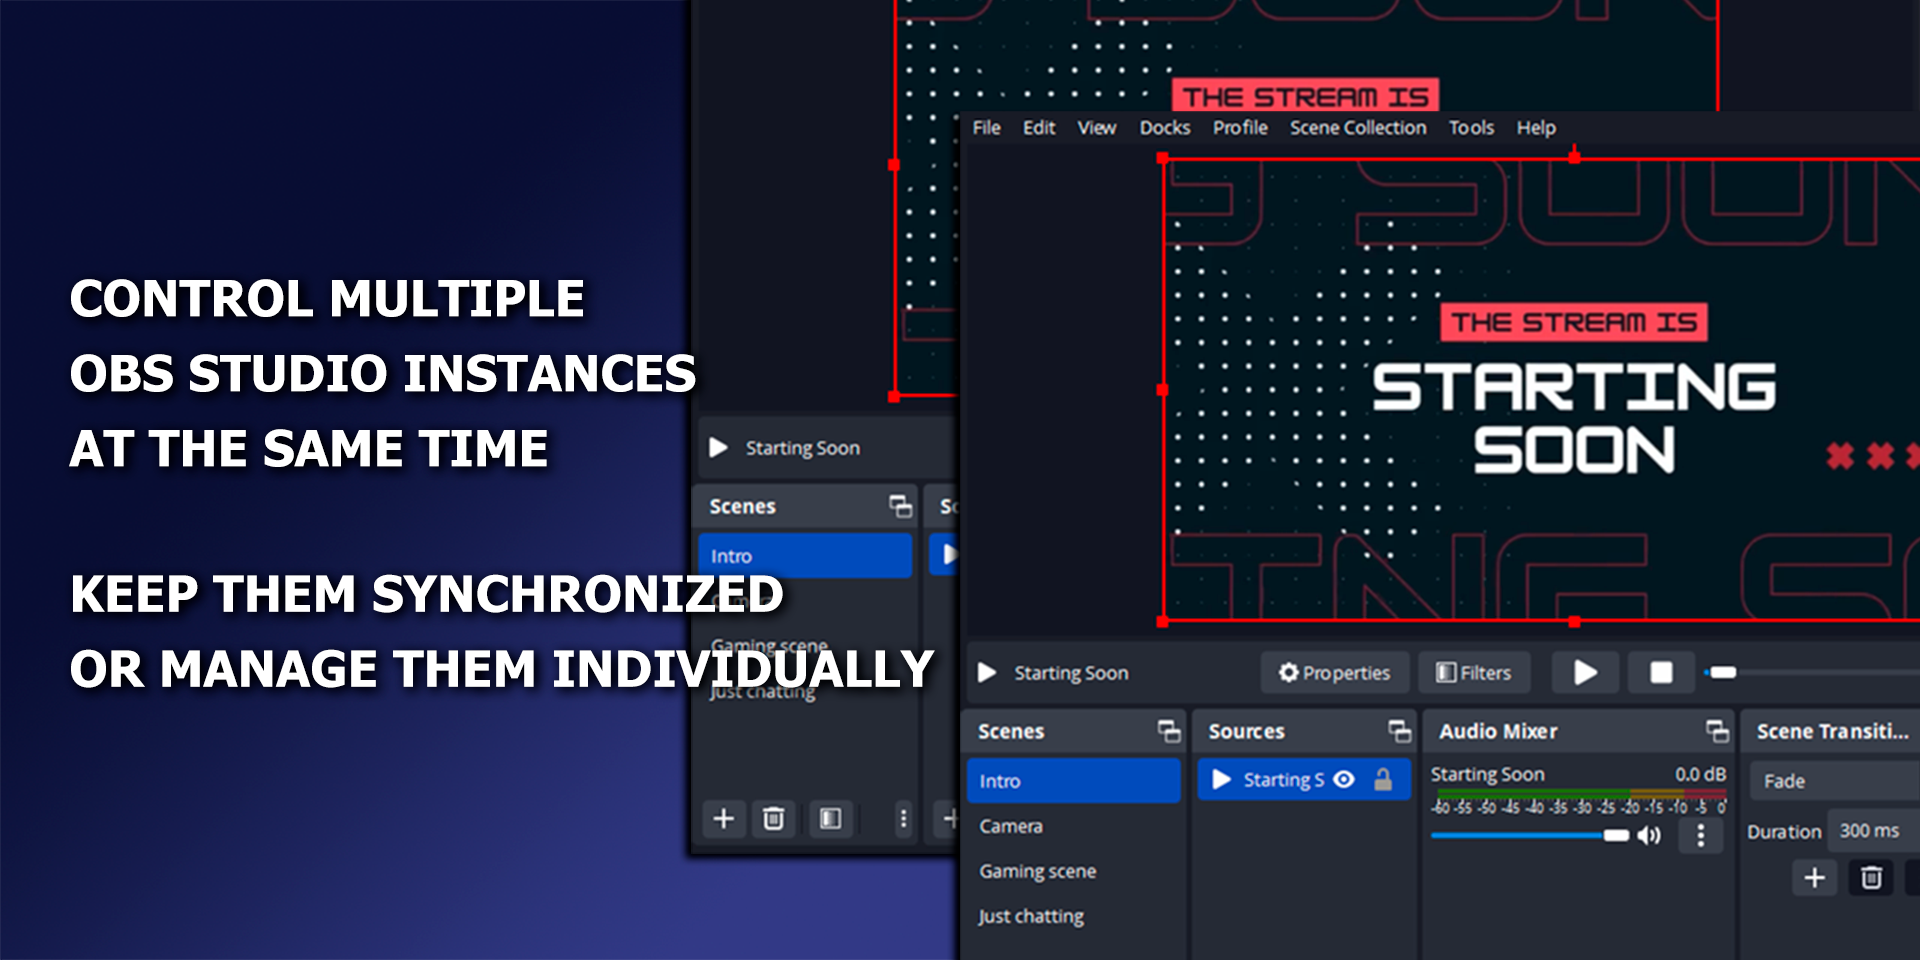 CONTROL MULTIPLE
OBS STUDIO INSTANCES
AT THE SAME TIME
KEEP THEM SYNCHRONIZED
OR MANAGE THEM INDIVIDUALLY
THE STREAM IS
Starting Soon
Scenes
Intro
Camera
Gaming scene
Just chatting
File Edit View Docks Profile Scene Collection Tools Help
THE STREAM IS
STARTING
SOON
Starting Soon Properties Filters
Scenes Sources Audio Mixer Scene Transiti...
Intro
Camera
Gaming scene
Just chatting
Starting S
Starting Soon 0.0 dB
-60 -55 -50 -45 -40 -35 -30 -25 -20 -15 -10 -5 0
Fade
Duration 300 ms